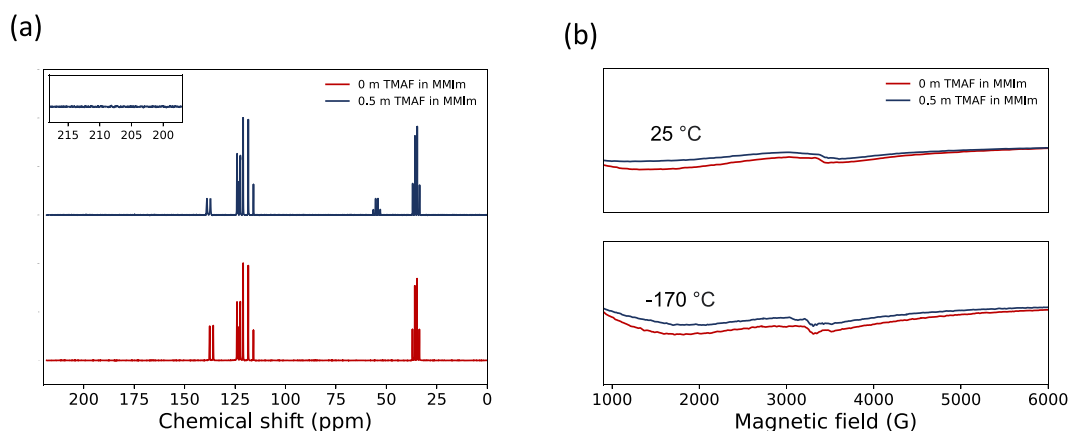 (a)
(b)
0 m TMAF in MMIm
0.5 m TMAF in MMIm
215 210 205 200
200 175 150 125 100 75 50 25 0
Chemical shift (ppm)
0 m TMAF in MMIm
0.5 m TMAF in MMIm
25 °C
-170 °C
1000 2000 3000 4000 5000 6000
Magnetic field (G)